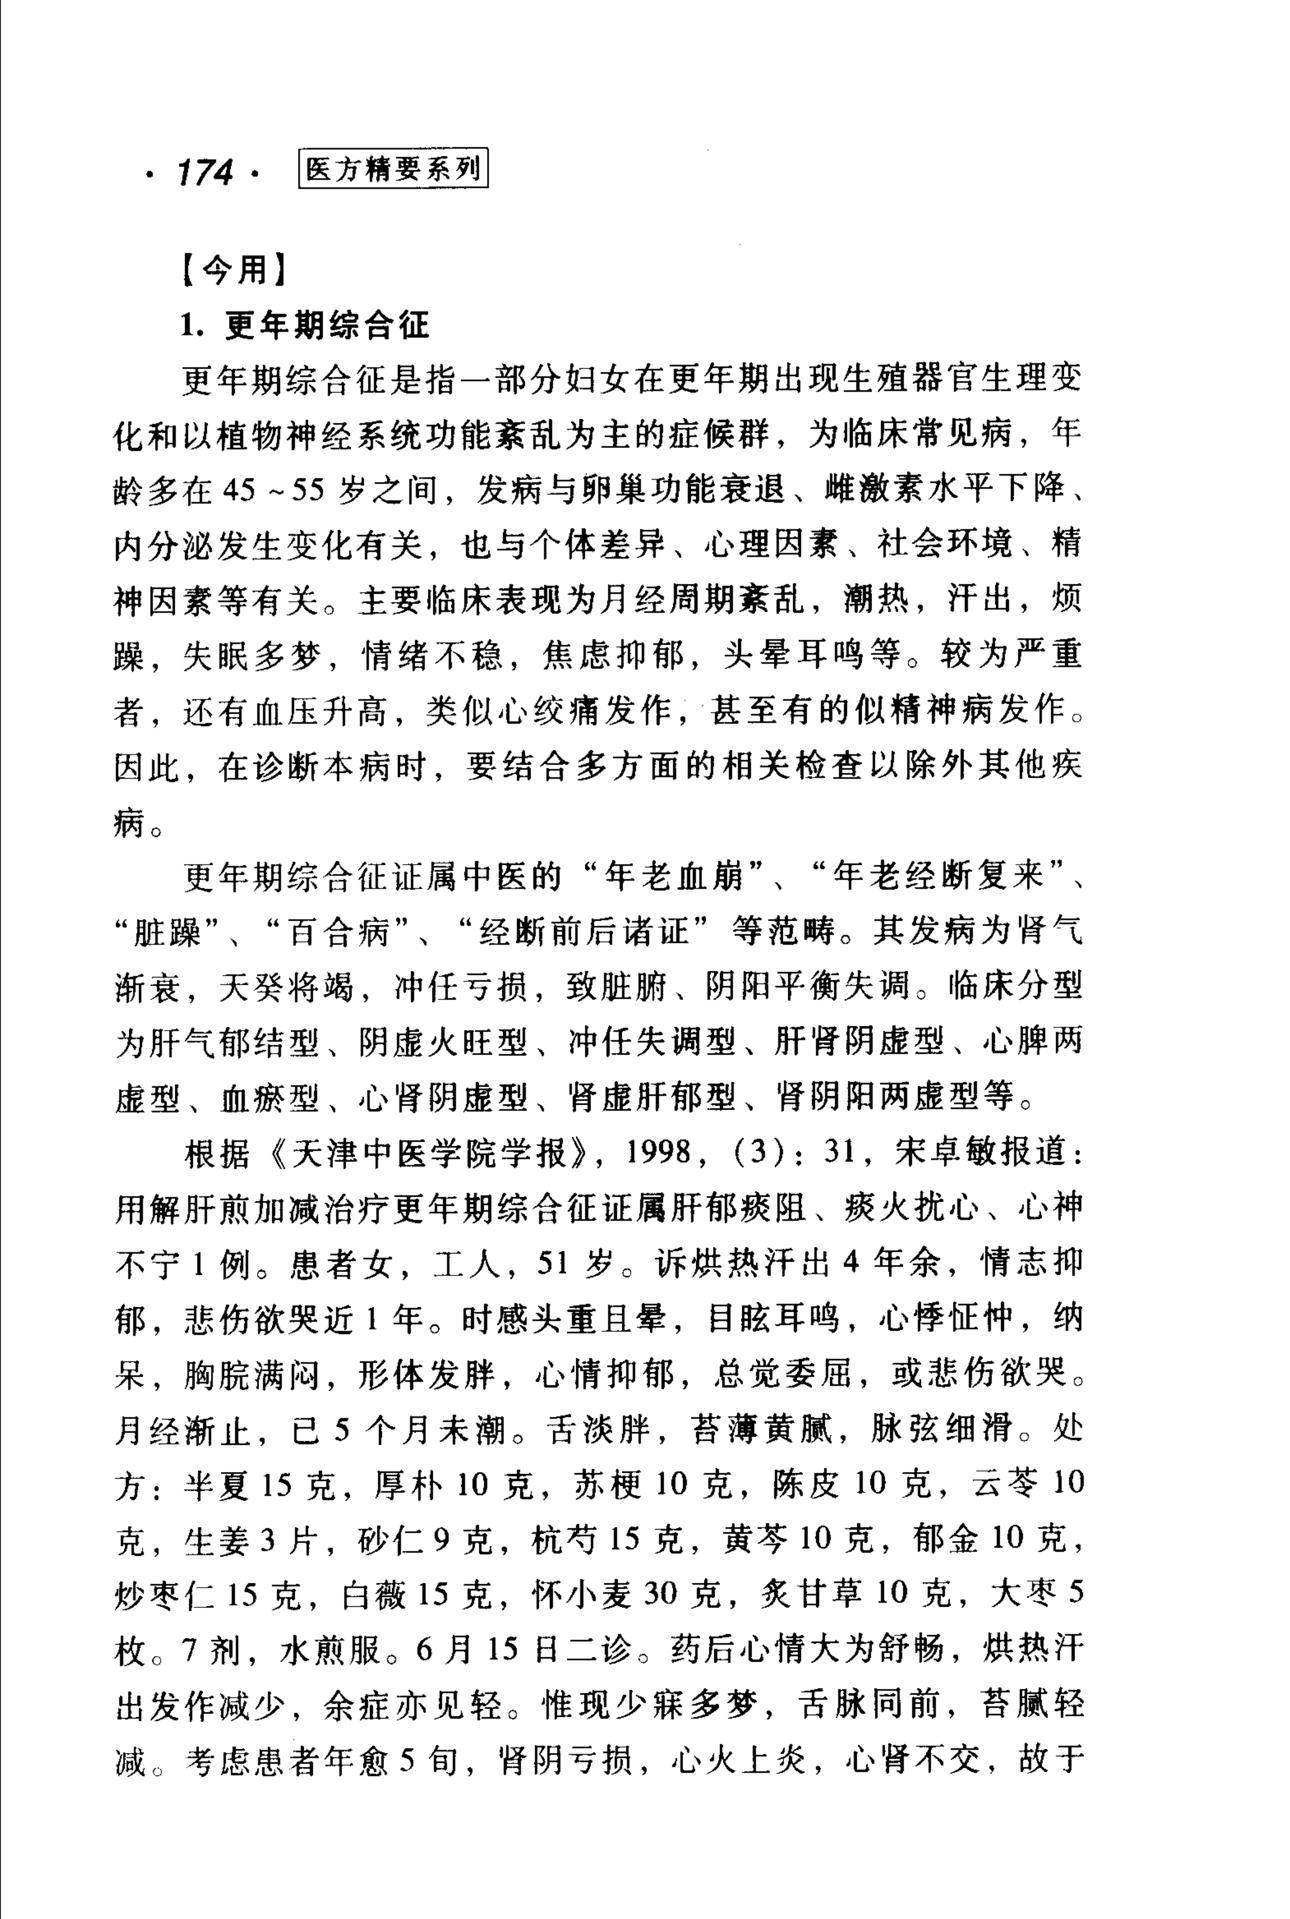 ·174· 医方精要系列
【今用】
1. 更年期综合征
更年期综合征是指一部分妇女在更年期出现生殖器官生理变
化和以植物神经系统功能紊乱为主的症候群，为临床常见病，年
龄多在 45～55 岁之间，发病与卵巢功能衰退、雌激素水平下降、
内分泌发生变化有关，也与个体差异、心理因素、社会环境、精
神因素等有关。主要临床表现为月经周期紊乱，潮热，汗出，烦
躁，失眠多梦，情绪不稳，焦虑抑郁，头晕耳鸣等。较为严重
者，还有血压升高，类似心绞痛发作，甚至有的似精神病发作。
因此，在诊断本病时，要结合多方面的相关检查以除外其他疾
病。
更年期综合征证属中医的“年老血崩”、“年老经断复来”、
“脏躁”、“百合病”、“经断前后诸证”等范畴。其发病为肾气
渐衰，天癸将竭，冲任亏损，致脏腑、阴阳平衡失调。临床分型
为肝气郁结型、阴虚火旺型、冲任失调型、肝肾阴虚型、心脾两
虚型、血瘀型、心肾阴虚型、肾虚肝郁型、肾阴阳两虚型等。
根据《天津中医学院学报》，1998，（3）：31，宋卓敏报道：
用解肝煎加减治疗更年期综合征证属肝郁痰阻、痰火扰心、心神
不宁 1 例。患者女，工人，51 岁。诉烘热汗出 4 年余，情志抑
郁，悲伤欲哭近 1 年。时感头重且晕，目眩耳鸣，心悸怔忡，纳
呆，胸脘满闷，形体发胖，心情抑郁，总觉委屈，或悲伤欲哭。
月经渐止，已 5 个月未潮。舌淡胖，苔薄黄腻，脉弦细滑。处
方：半夏 15 克，厚朴 10 克，苏梗 10 克，陈皮 10 克，云苓 10
克，生姜 3 片，砂仁 9 克，杭芍 15 克，黄芩 10 克，郁金 10 克，
炒枣仁 15 克，白薇 15 克，怀小麦 30 克，炙甘草 10 克，大枣 5
枚。7 剂，水煎服。6 月 15 日二诊。药后心情大为舒畅，烘热汗
出发作减少，余症亦见轻。惟现少寐多梦，舌脉同前，苔腻轻
减。考虑患者年愈 5 旬，肾阴亏损，心火上炎，心肾不交，故于